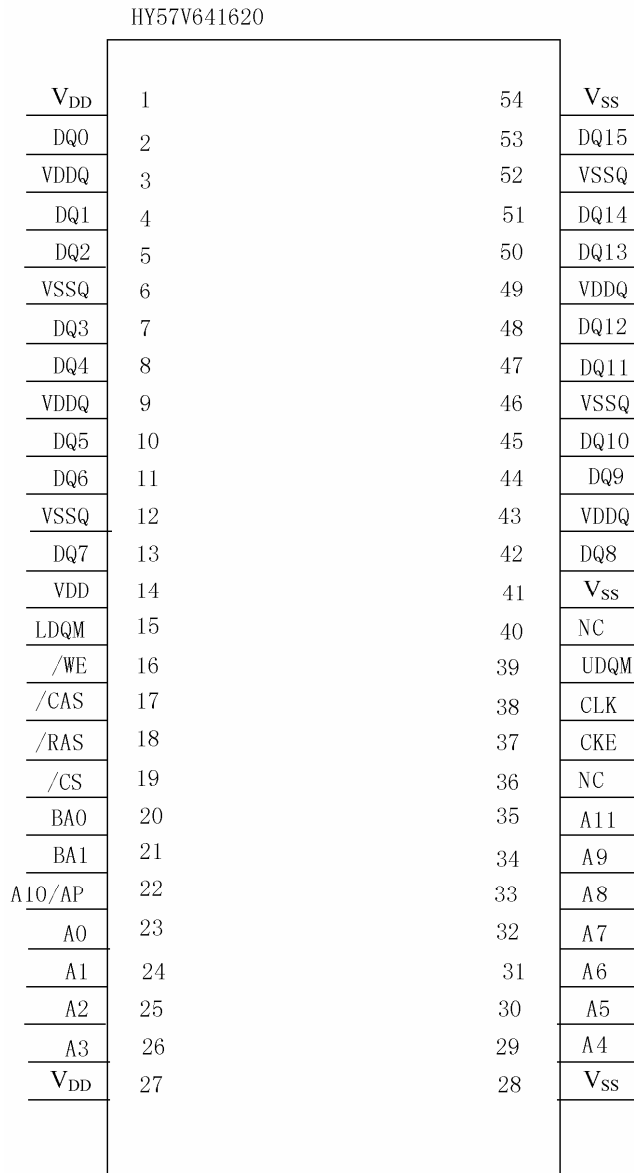 HY57V641620
VDD 1 54 VSS
DQ0 2 53 DQ15
VDDQ 3 52 VSSQ
DQ1 4 51 DQ14
DQ2 5 50 DQ13
VSSQ 6 49 VDDQ
DQ3 7 48 DQ12
DQ4 8 47 DQ11
VDDQ 9 46 VSSQ
DQ5 10 45 DQ10
DQ6 11 44 DQ9
VSSQ 12 43 VDDQ
DQ7 13 42 DQ8
VDD 14 41 VSS
LDQM 15 40 NC
/WE 16 39 UDQM
/CAS 17 38 CLK
/RAS 18 37 CKE
/CS 19 36 NC
BA0 20 35 A11
BA1 21 34 A9
A10/AP 22 33 A8
A0 23 32 A7
A1 24 31 A6
A2 25 30 A5
A3 26 29 A4
VDD 27 28 VSS